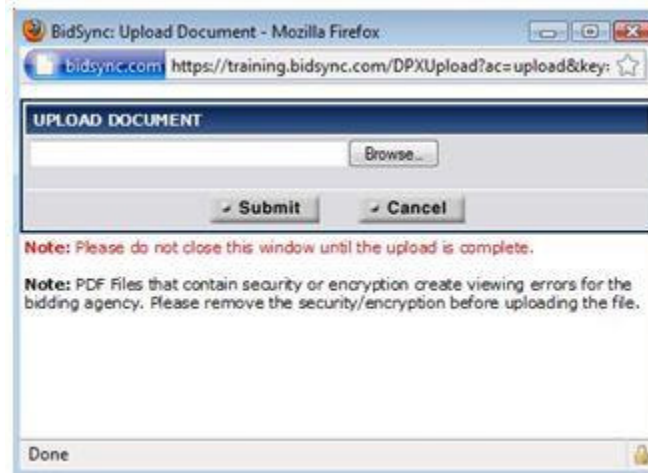 BidSync: Upload Document - Mozilla Firefox
bidsync.com https://training.bidsync.com/DPXUpload?ac=upload&key:
UPLOAD DOCUMENT
Browse...
Submit Cancel
Note: Please do not close this window until the upload is complete.
Note: PDF Files that contain security or encryption create viewing errors for the
bidding agency. Please remove the security/encryption before uploading the file.
Done